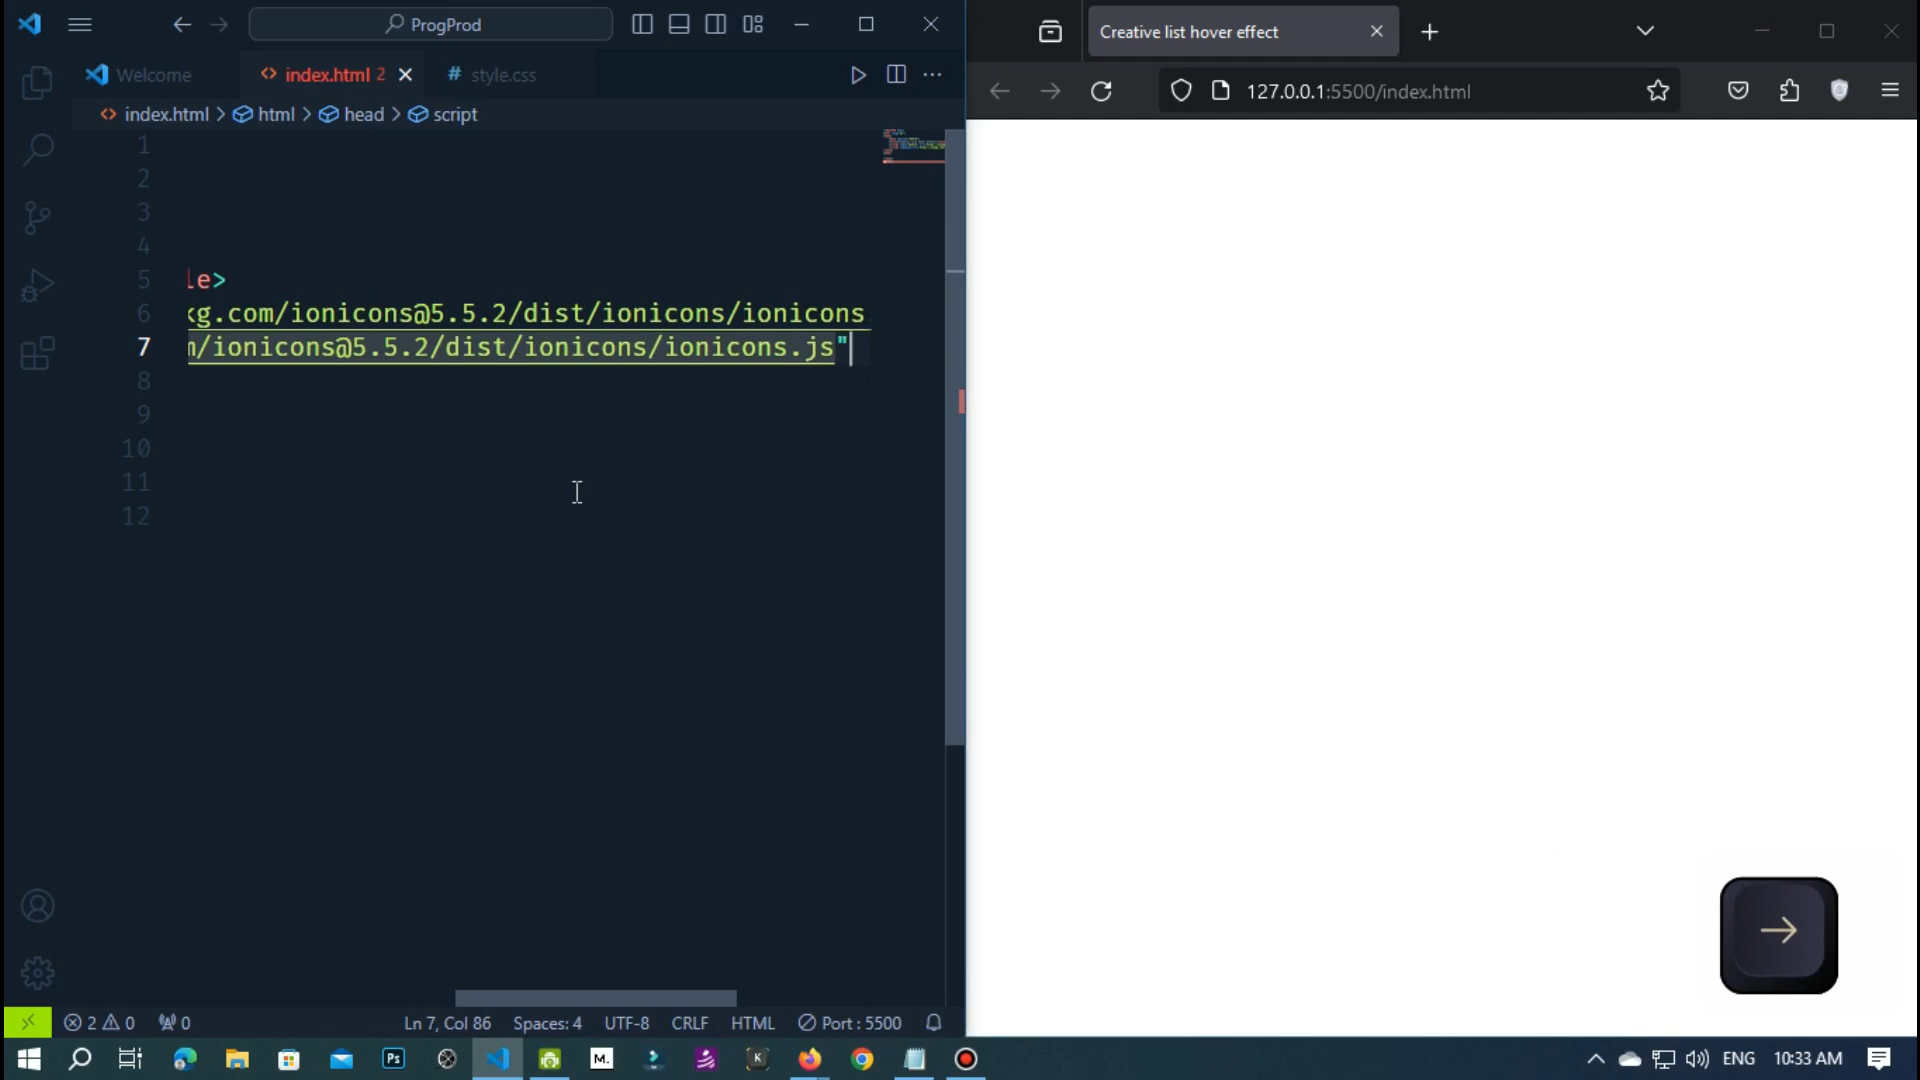 ProgProd
Creative list hover effect
Welcome
index.html 2
# style.css
127.0.0.1:5500/index.html
index.html > html > head > script
1
2
3
4
5 le>
6 kg.com/ionicons@5.5.2/dist/ionicons/ionicons.
7 m/ionicons@5.5.2/dist/ionicons/ionicons.js"
8
9
10
11
12
2 0 0 Ln 7, Col 86 Spaces: 4 UTF-8 CRLF HTML Port : 5500
Ps M. K ENG 10:33 AM